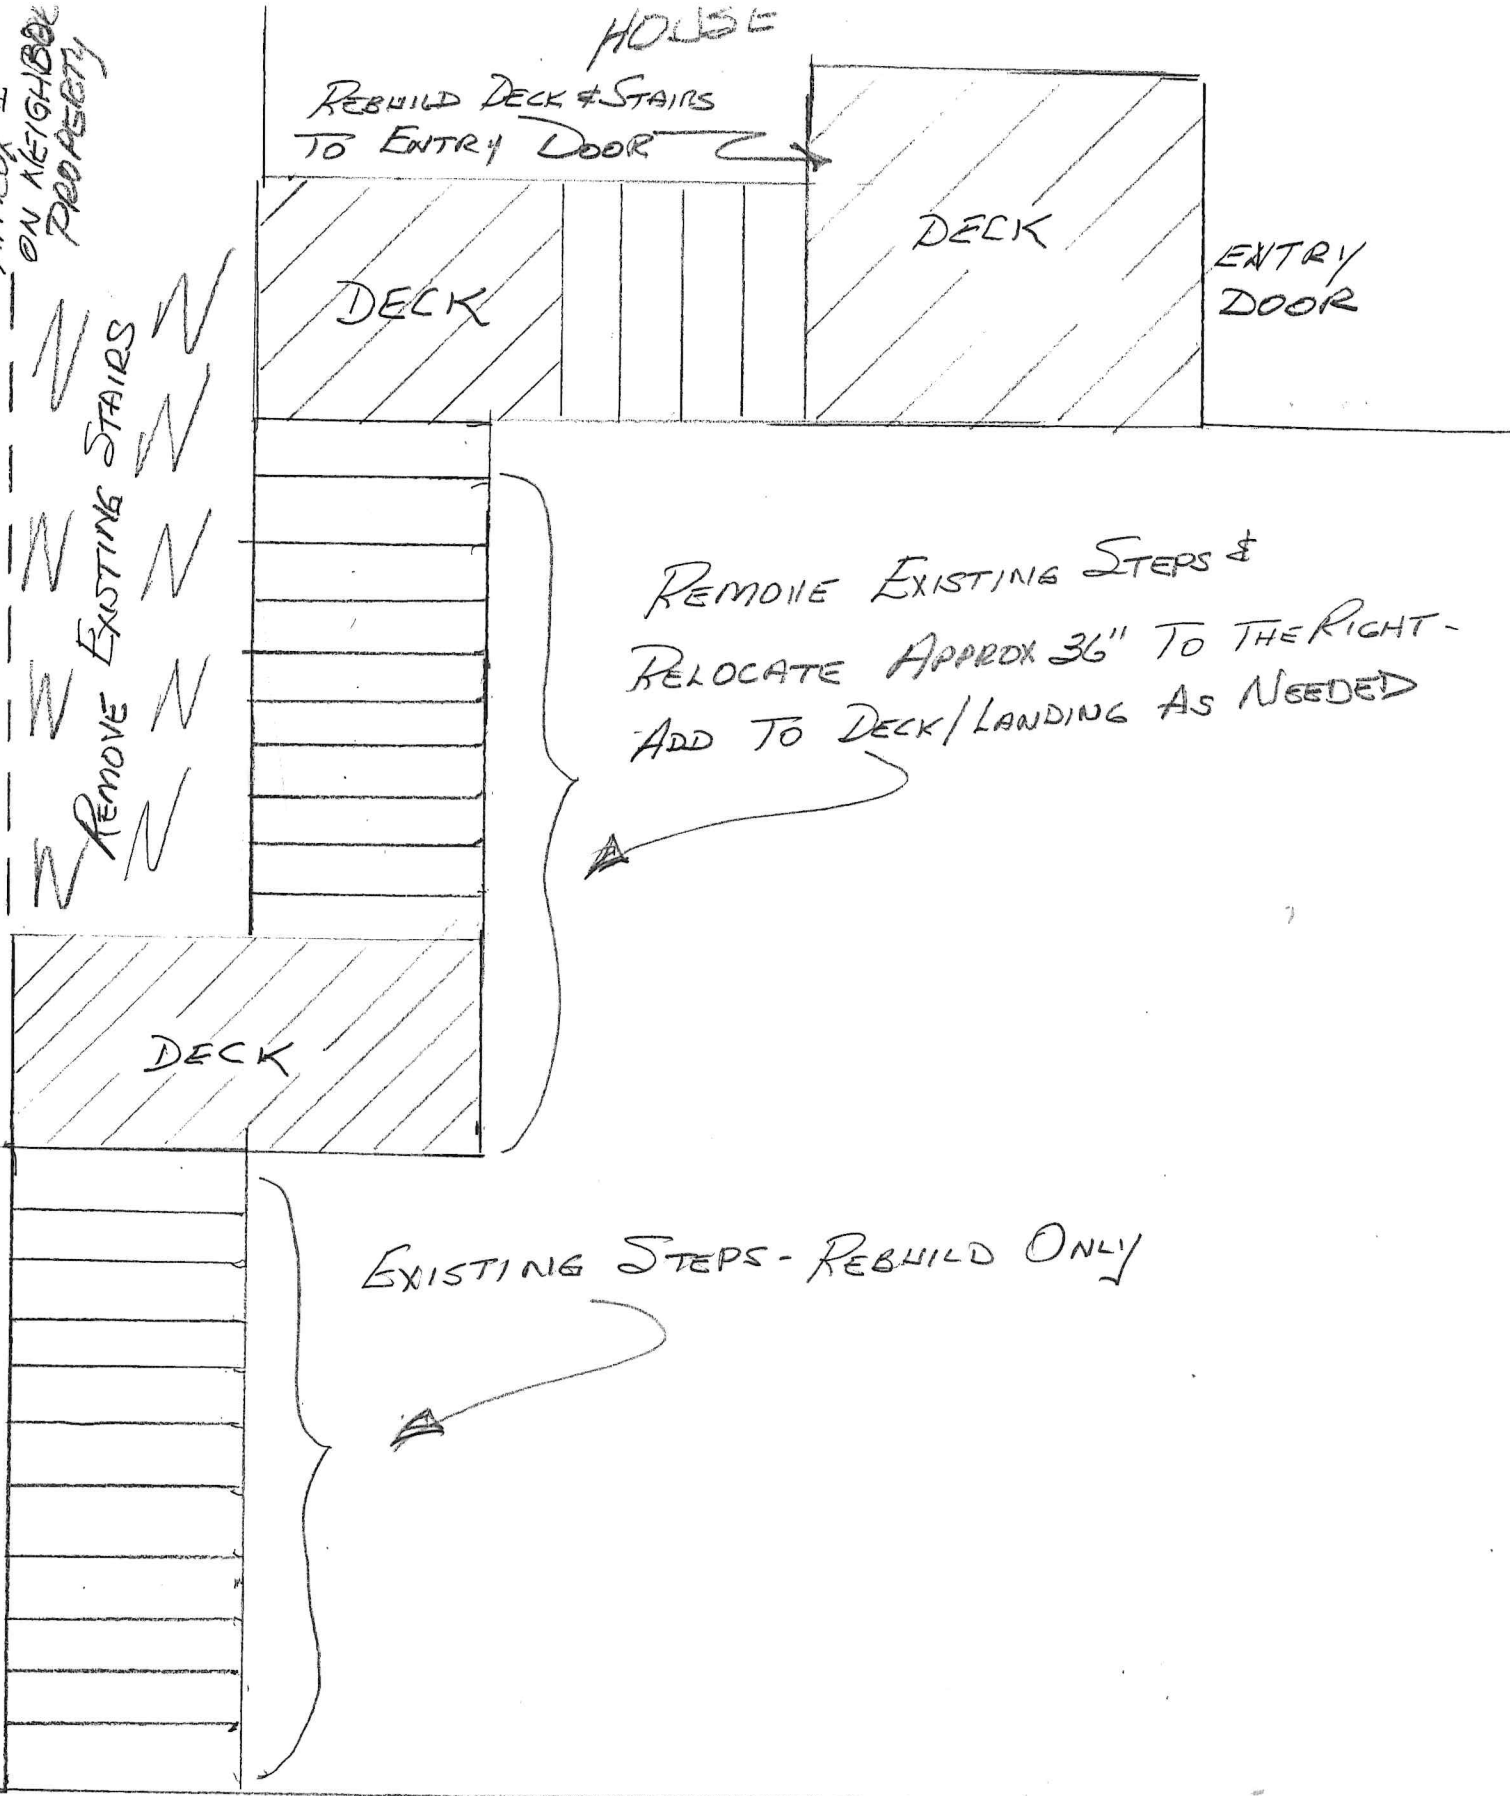 HOUSE
ON NEIGHBOR
PROPERTY
REBUILD DECK & STAIRS
TO ENTRY DOOR
DECK
DECK
ENTRY
DOOR
REMOVE EXISTING STAIRS
REMOVE EXISTING STEPS &
RELOCATE APPROX 36" TO THE RIGHT -
ADD TO DECK/LANDING AS NEEDED
DECK
EXISTING STEPS - REBUILD ONLY